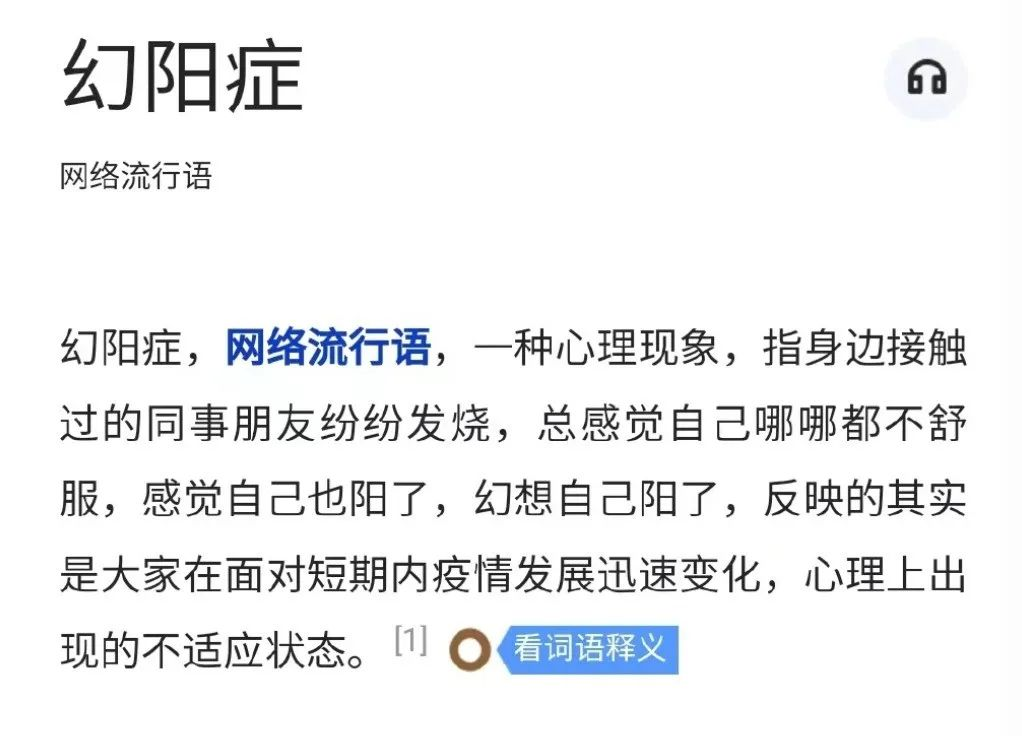 幻阳症
网络流行语
幻阳症，网络流行语，一种心理现象，指身边接触
过的同事朋友纷纷发烧，总感觉自己哪哪都不舒
服，感觉自己也阳了，幻想自己阳了，反映的其实
是大家在面对短期内疫情发展迅速变化，心理上出
现的不适应状态。[1] 看词语释义